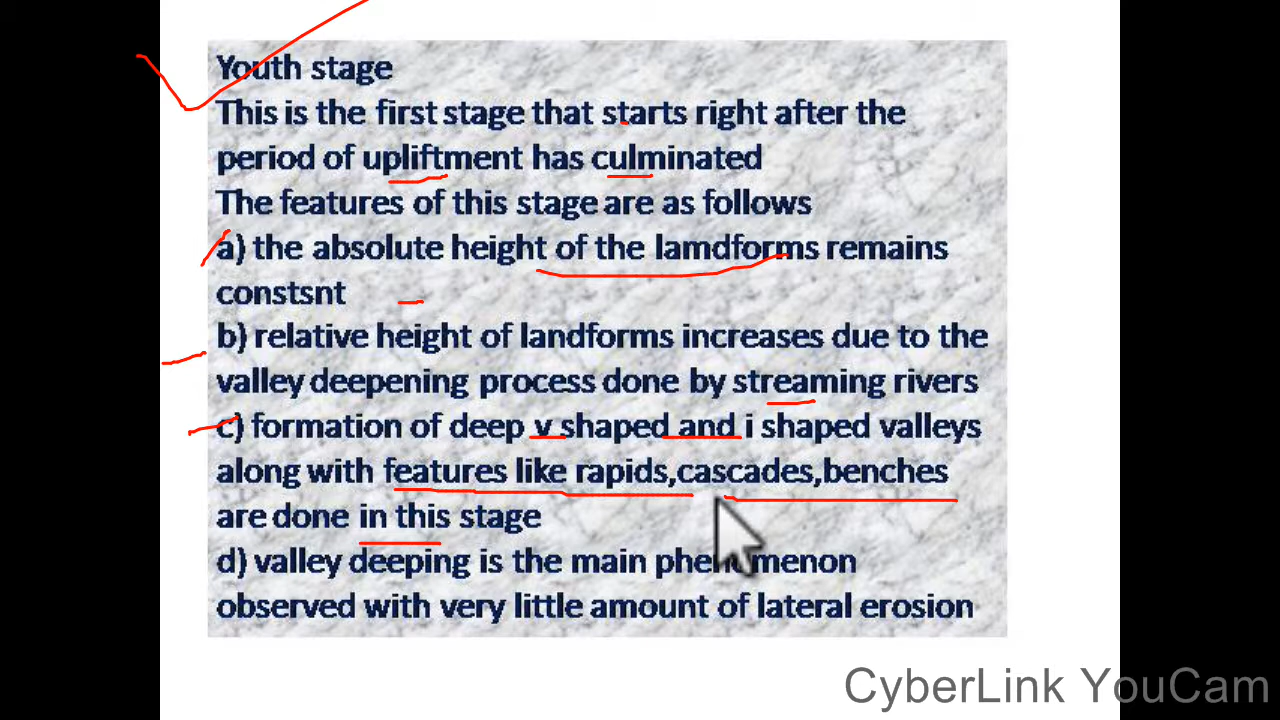 Youth stage
This is the first stage that starts right after the
period of upliftment has culminated
The features of this stage are as follows
a) the absolute height of the lamdforms remains
constsnt
b) relative height of landforms increases due to the
valley deepening process done by streaming rivers
c) formation of deep v shaped and i shaped valleys
along with features like rapids,cascades,benches
are done in this stage
d) valley deeping is the main phenomenon
observed with very little amount of lateral erosion
CyberLink YouCam